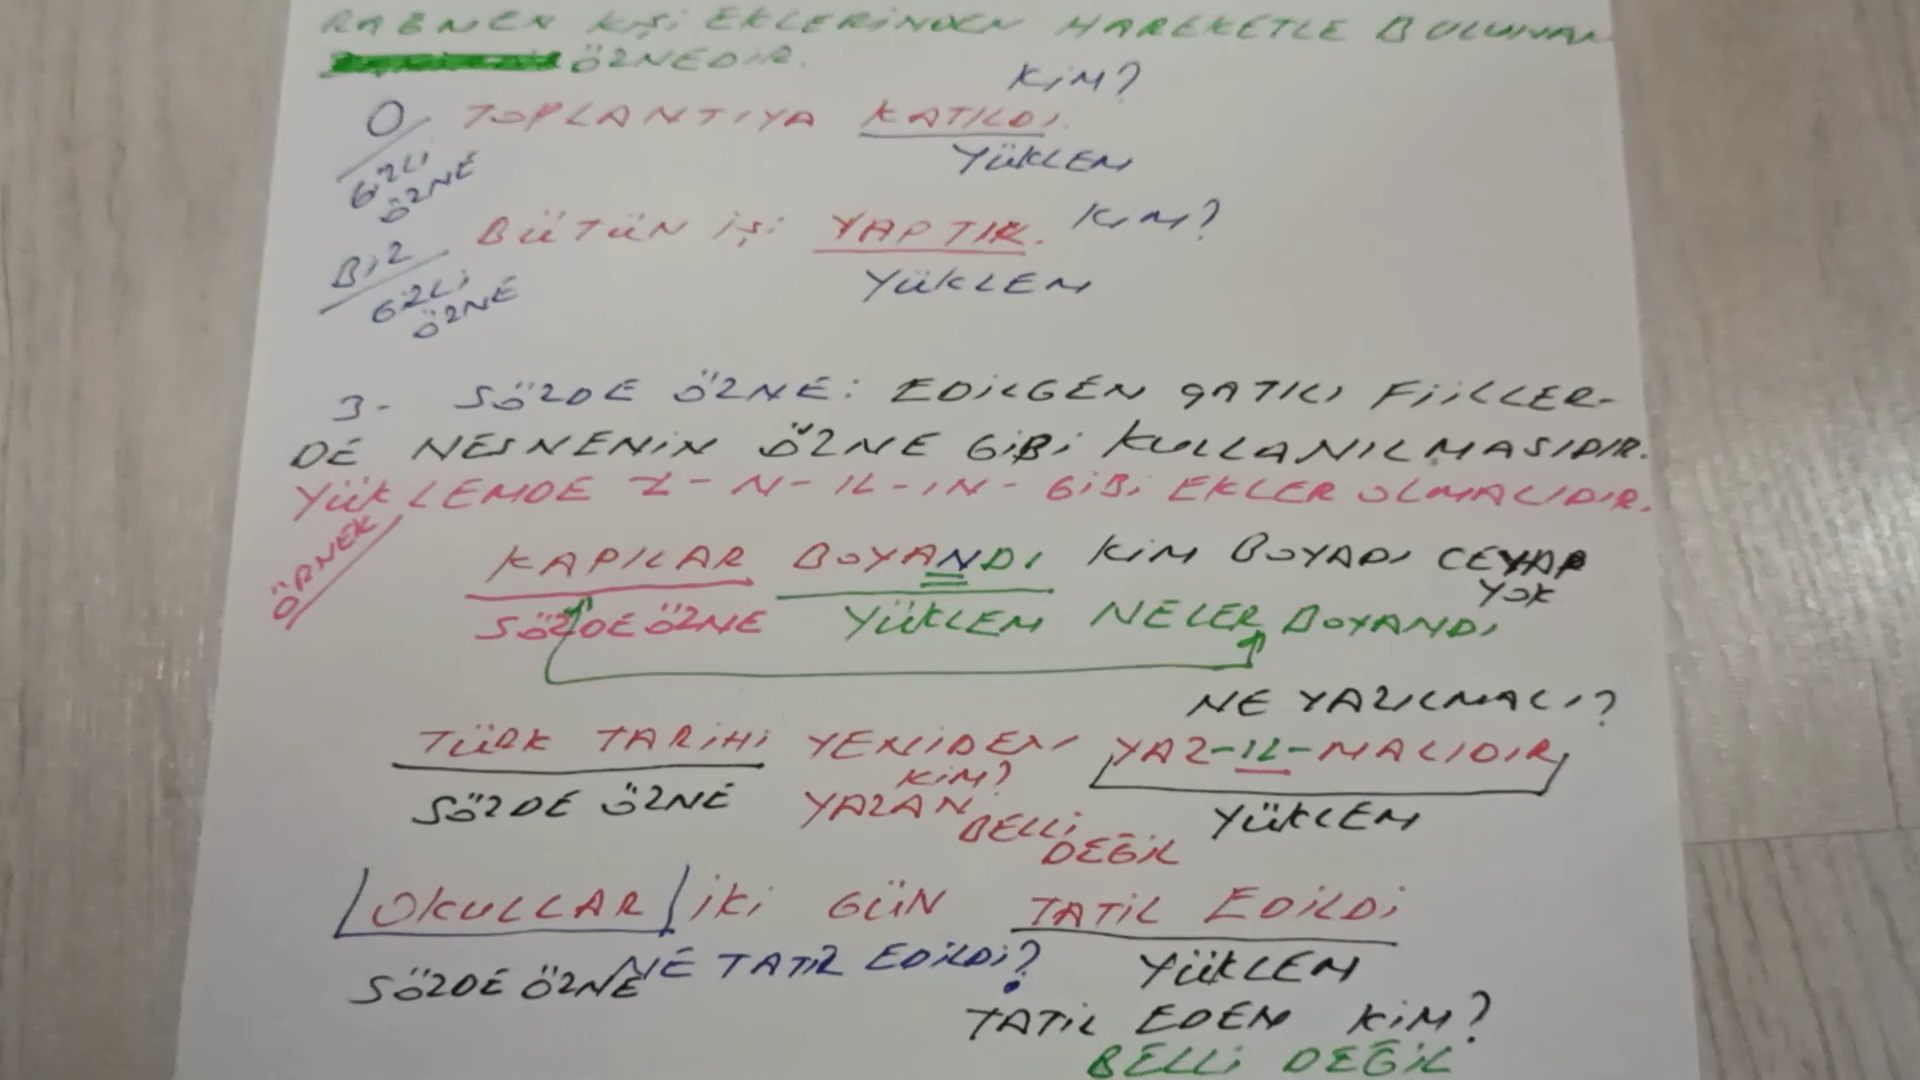 KİŞİ EKLERİNDEN HAREKETLE BULUNAN
ÖZNEDİR.
KİM?
O TOPLANTIYA KATILDI.
GİZLİ ÖZNE YÜKLEM
BİZ BÜTÜN İŞİ YAPTIK. KİM?
GİZLİ ÖZNE YÜKLEM
3- SÖZDE ÖZNE: EDİLGEN ÇATILI FİİLLER-
DE NESNENİN ÖZNE GİBİ KULLANILMASIDIR.
YÜKLEMDE L-N-IL-IN- GİBİ EKLER OLMALIDIR.
ÖRNEK
KAPILAR BOYANDI KİM BOYADI CEVAP
YOK
SÖZDE ÖZNE YÜKLEM NELER BOYANDI
NE YAZILMALI?
TÜRK TARİHİ YENİDEN YAZ-IL-MALIDIR
KİM?
SÖZDE ÖZNE YAZAN BELLİ DEĞİL YÜKLEM
OKULLAR İKİ GÜN TATİL EDİLDİ
SÖZDE ÖZNE NE TATİL EDİLDİ? YÜKLEM
TATİL EDEN KİM?
BELLİ DEĞİL